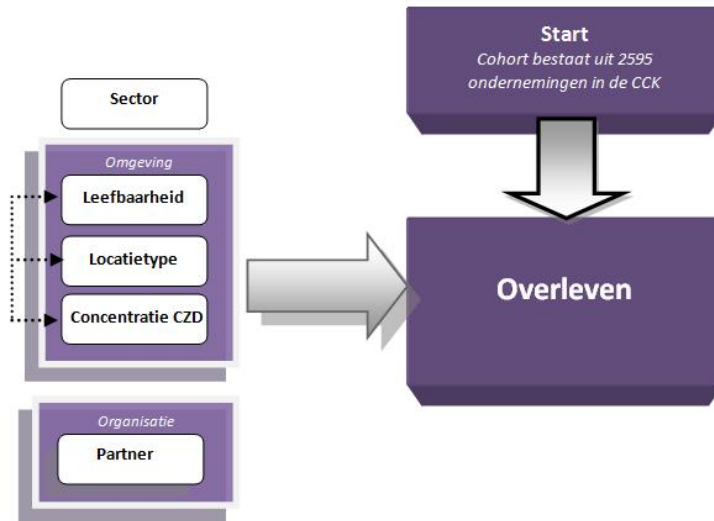 Start
Cohort bestaat uit 2595
ondernemingen in de CCK
Sector
Omgeving
Leefbaarheid
Locatietype
Concentratie CZD
Overleven
Organisatie
Partner